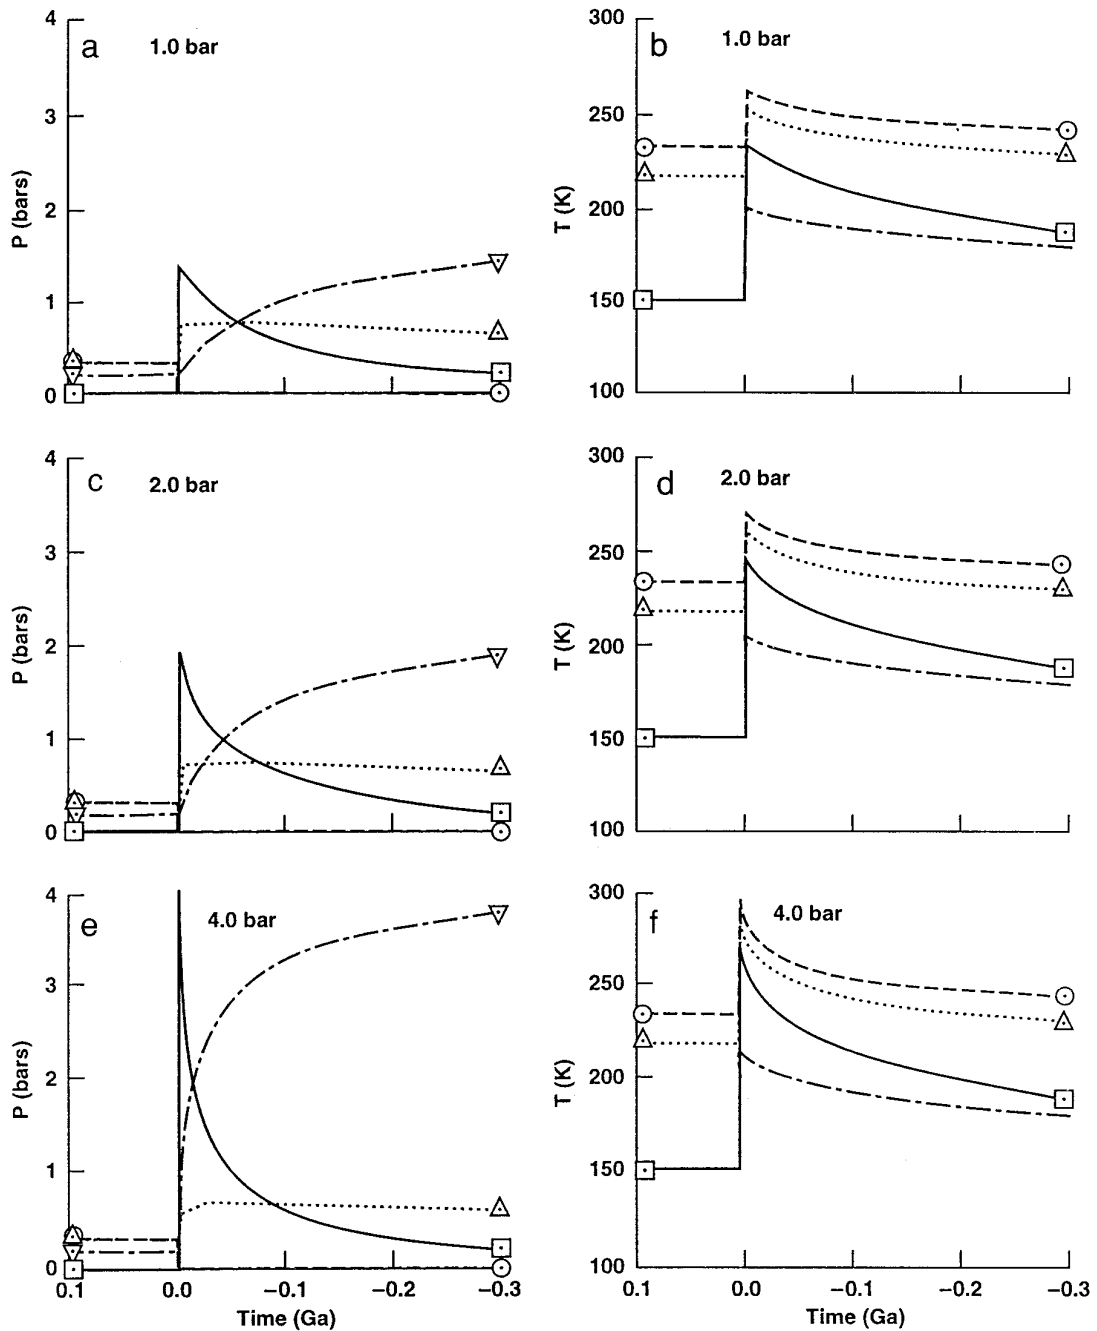 a 1.0 bar
4
3
2
1
0
P (bars)
b 1.0 bar
300
250
200
150
100
T (K)
c 2.0 bar
4
3
2
1
0
P (bars)
d 2.0 bar
300
250
200
150
100
T (K)
e 4.0 bar
4
3
2
1
0
P (bars)
0.1 0.0 −0.1 −0.2 −0.3
Time (Ga)
f 4.0 bar
300
250
200
150
100
T (K)
0.1 0.0 −0.1 −0.2 −0.3
Time (Ga)